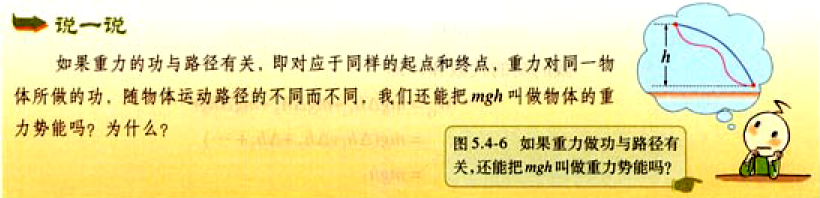 说一说
如果重力的功与路径有关，即对应于同样的起点和终点，重力对同一物
体所做的功，随物体运动路径的不同而不同，我们还能把 mgh 叫做物体的重
力势能吗？为什么？
h
图 5.4-6 如果重力做功与路径有
关,还能把mgh叫做重力势能吗？